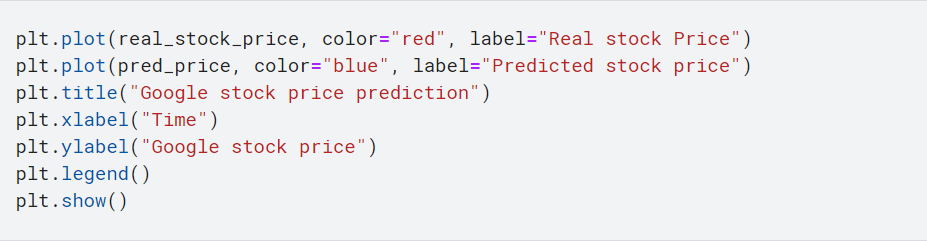 plt.plot(real_stock_price, color="red", label="Real stock Price")
plt.plot(pred_price, color="blue", label="Predicted stock price")
plt.title("Google stock price prediction")
plt.xlabel("Time")
plt.ylabel("Google stock price")
plt.legend()
plt.show()